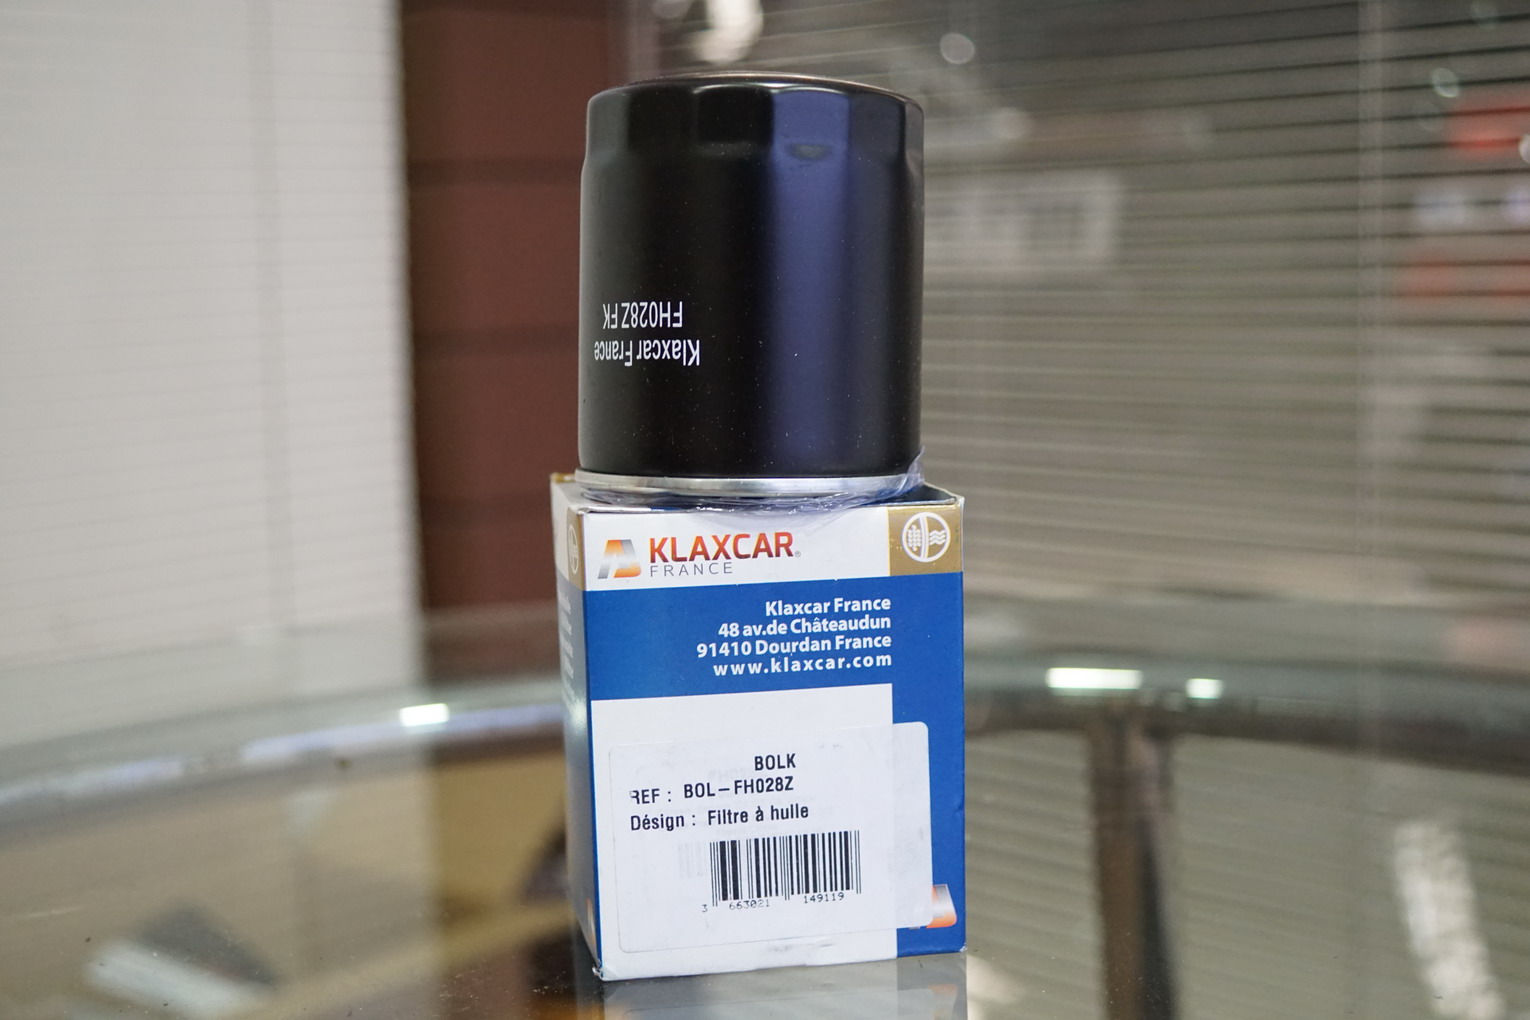 FH028Z FK
Klaxcar France
KLAXCAR®
FRANCE
Klaxcar France
48 av.de Châteaudun
91410 Dourdan France
www.klaxcar.com
BOLK
REF : BOL-FH028Z
Désign : Filtre à huile
3 663021 149119